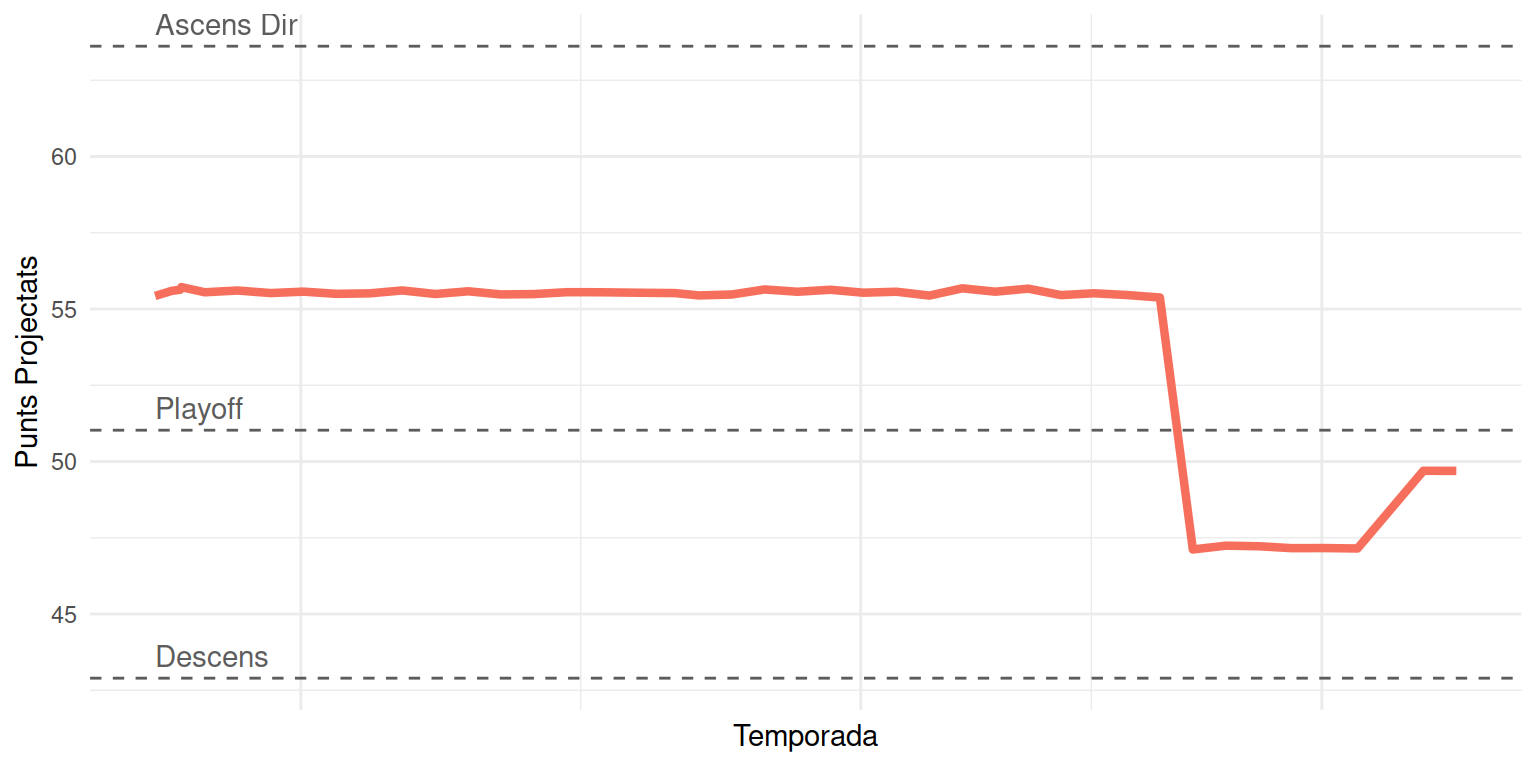 Ascens Dir
60
55
Playoff
50
45
Descens
Punts Projectats
Temporada